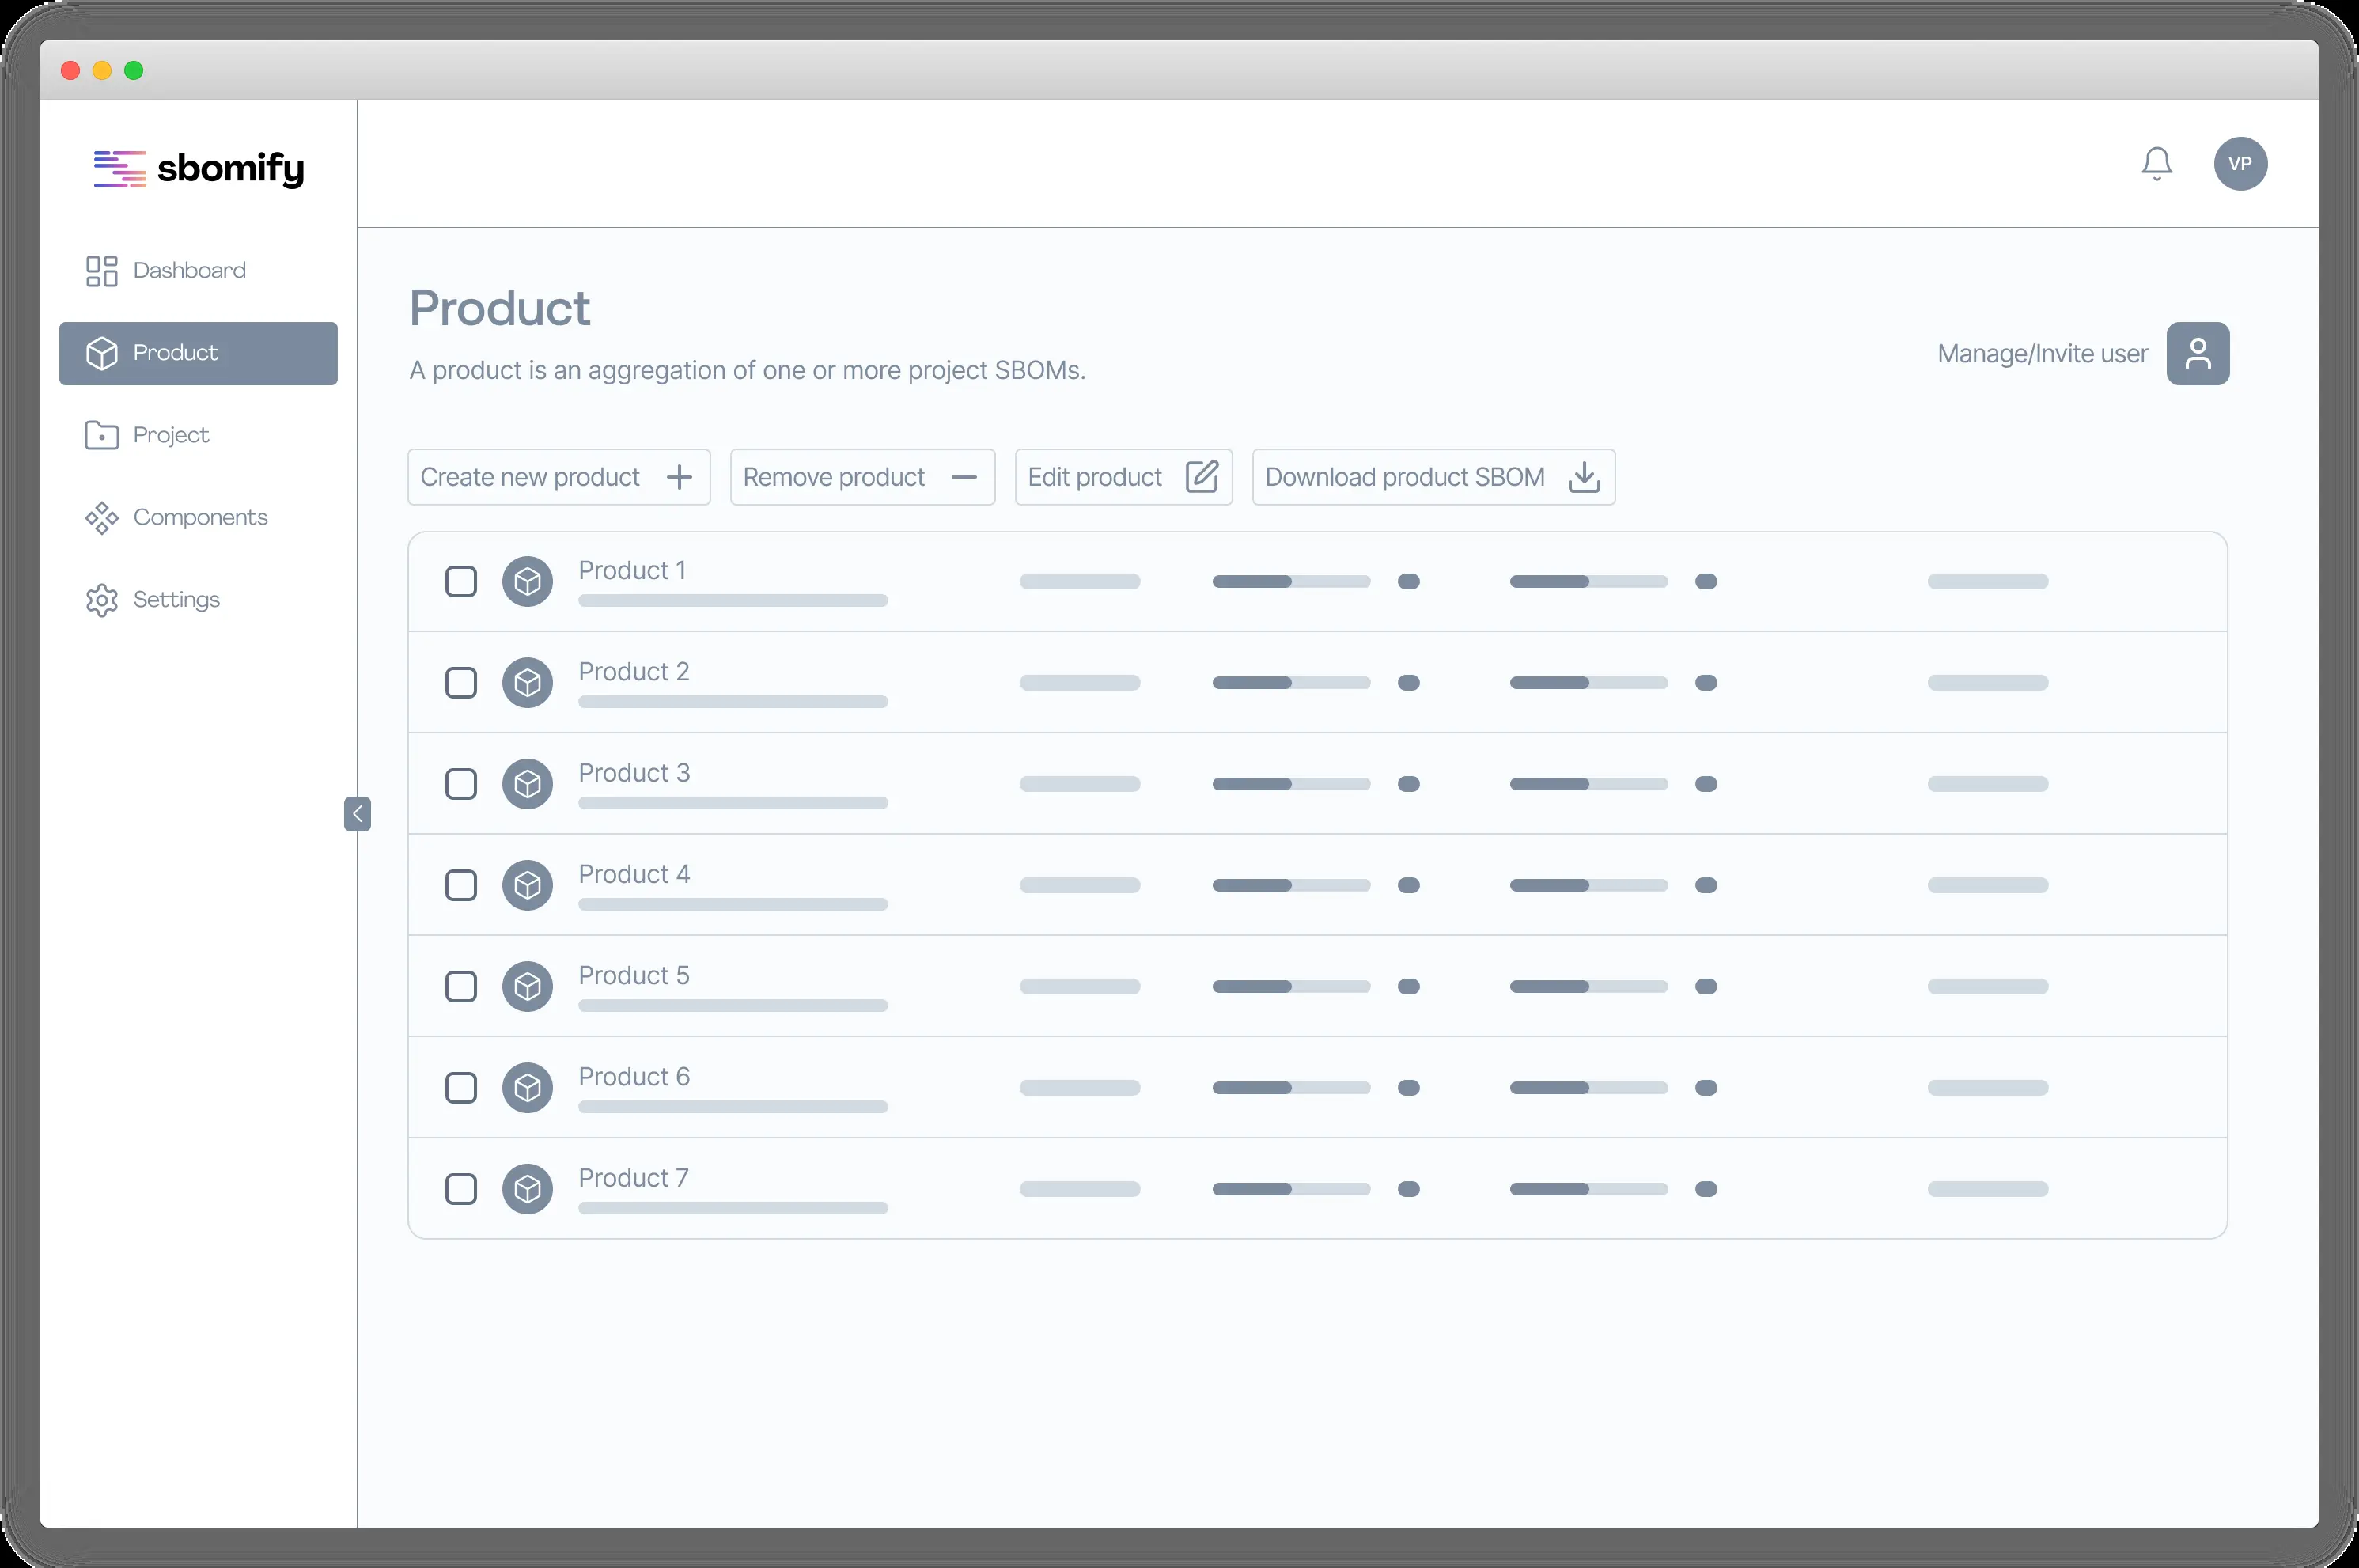 sbomify
VP
Dashboard
Product
Project
Components
Settings
Product
A product is an aggregation of one or more project SBOMs.
Manage/Invite user
Create new product
Remove product
Edit product
Download product SBOM
Product 1
Product 2
Product 3
Product 4
Product 5
Product 6
Product 7